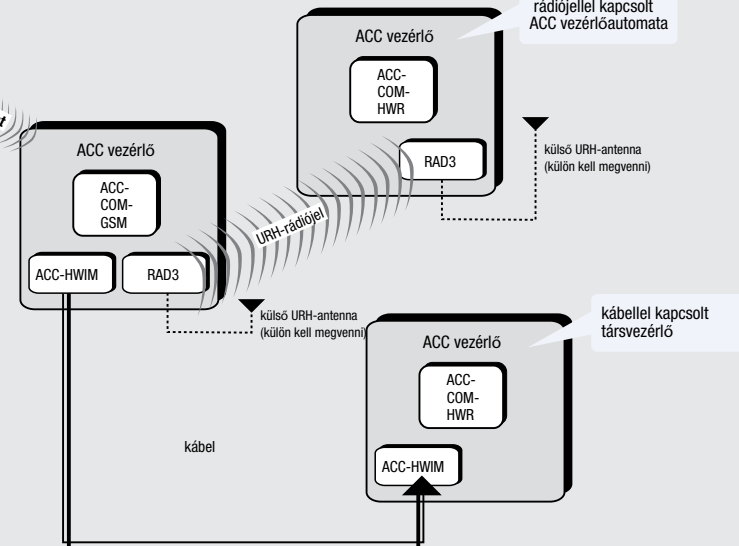 rádiójellel kapcsolt
ACC vezérlőautomata
ACC vezérlő
ACC-
COM-
HWR
RAD3
külső URH-antenna
(külön kell megvenni)
ACC vezérlő
ACC-
COM-
GSM
ACC-HWIM
RAD3
URH-rádiójel
külső URH-antenna
(külön kell megvenni)
kábellel kapcsolt
társvezérlő
ACC vezérlő
ACC-
COM-
HWR
ACC-HWIM
kábel